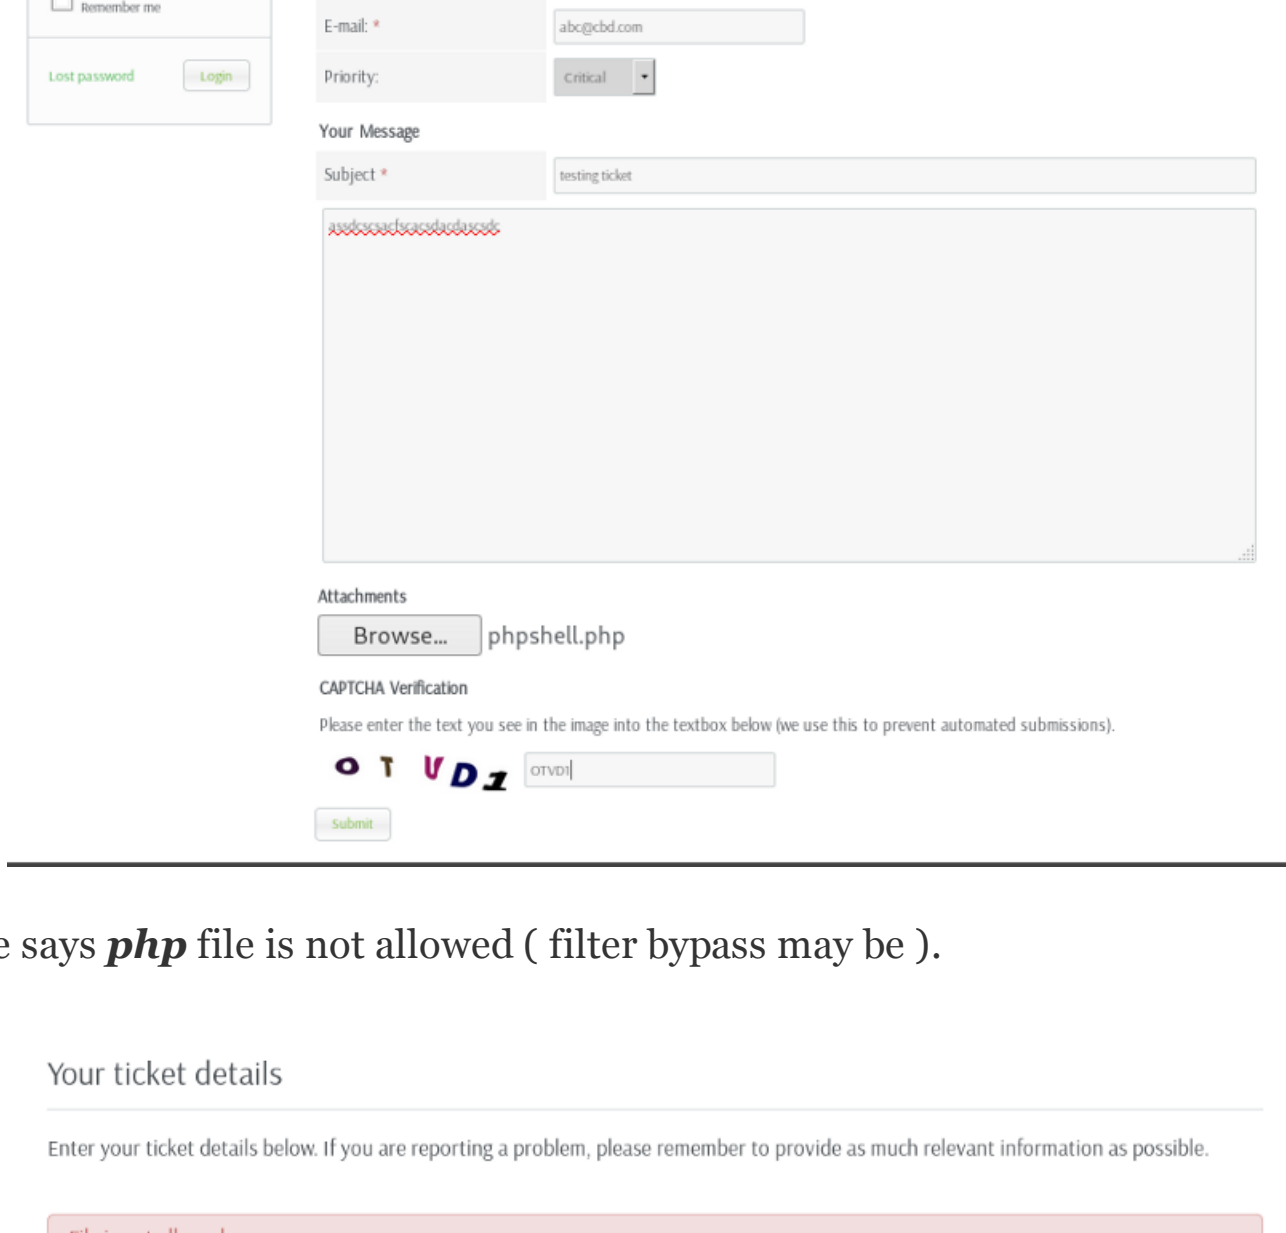 Remember me
E-mail: *
abc@cbd.com
Lost password
Login
Priority:
Critical
Your Message
Subject *
testing ticket
assdcscsacfscacsdacdascsdc
Attachments
Browse...
phpshell.php
CAPTCHA Verification
Please enter the text you see in the image into the textbox below (we use this to prevent automated submissions).
O T U D 1
OTVD1
Submit
e says php file is not allowed ( filter bypass may be ).
Your ticket details
Enter your ticket details below. If you are reporting a problem, please remember to provide as much relevant information as possible.